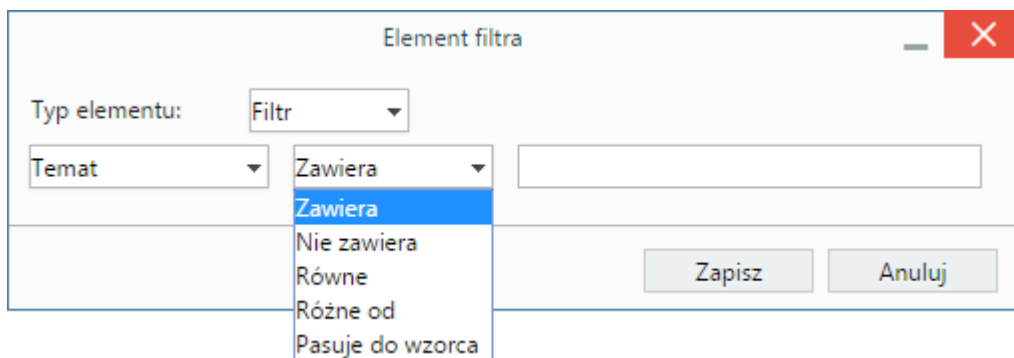 Element filtra
Typ elementu: Filtr
Temat Zawiera
Zawiera
Nie zawiera
Równe
Zapisz Anuluj
Różne od
Pasuje do wzorca